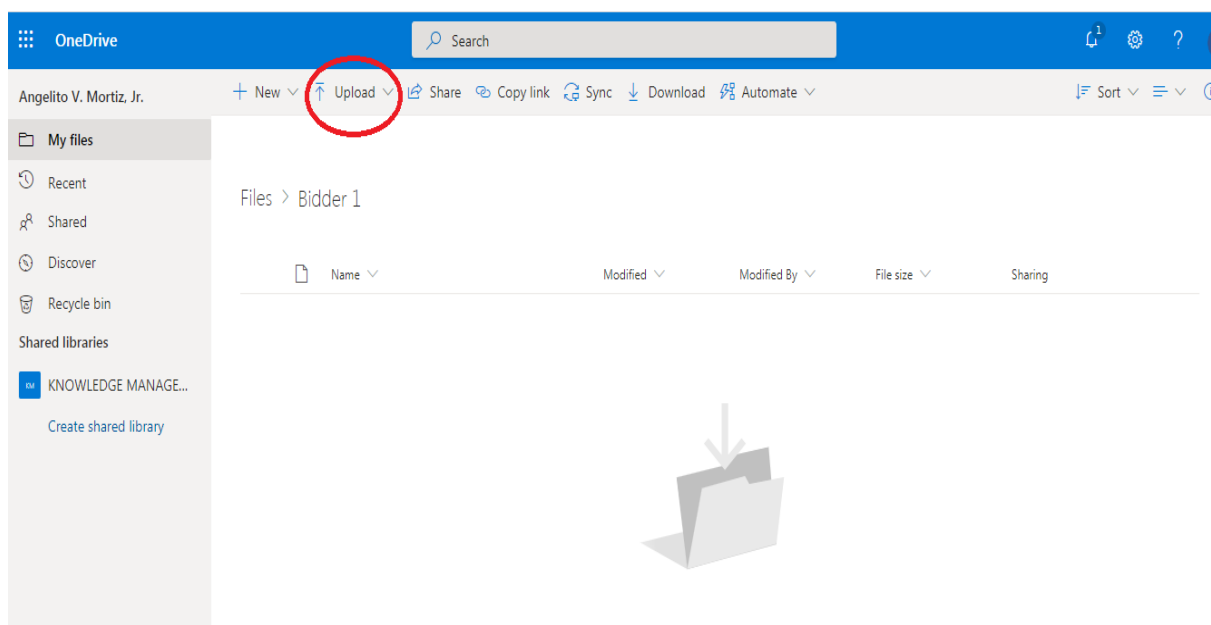 OneDrive
Search
1
?
Angelito V. Mortiz, Jr.
New Upload Share Copy link Sync Download Automate Sort
My files
Recent
Shared
Discover
Recycle bin
Shared libraries
KM KNOWLEDGE MANAGE...
Create shared library
Files > Bidder 1
Name Modified Modified By File size Sharing